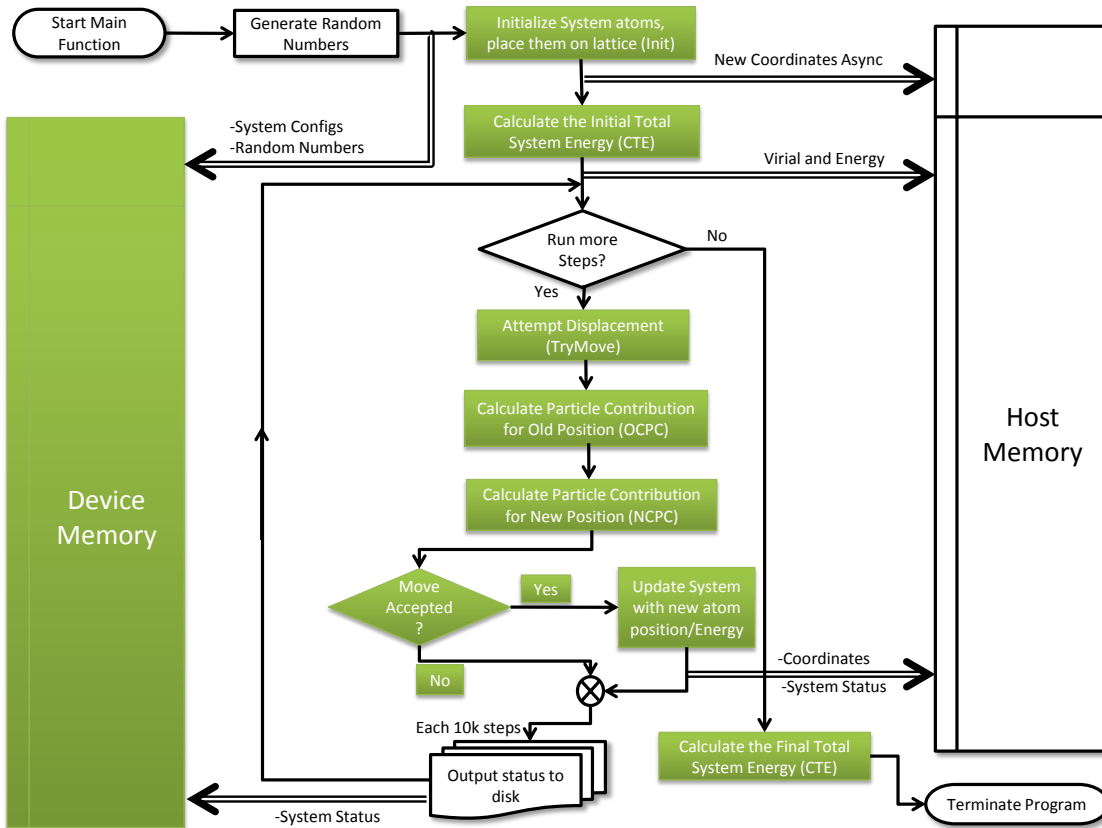 Start Main
Function
Generate Random
Numbers
Initialize System atoms,
place them on lattice (Init)
New Coordinates Async
-System Configs
-Random Numbers
Calculate the Initial Total
System Energy (CTE)
Virial and Energy
Run more
Steps?
No
Yes
Attempt Displacement
(TryMove)
Calculate Particle Contribution
for Old Position (OCPC)
Host
Memory
Device
Memory
Calculate Particle Contribution
for New Position (NCPC)
Move
Accepted
?
Yes
Update System
with new atom
position/Energy
No
-Coordinates
-System Status
Each 10k steps
Output status to
disk
Calculate the Final Total
System Energy (CTE)
-System Status
Terminate Program